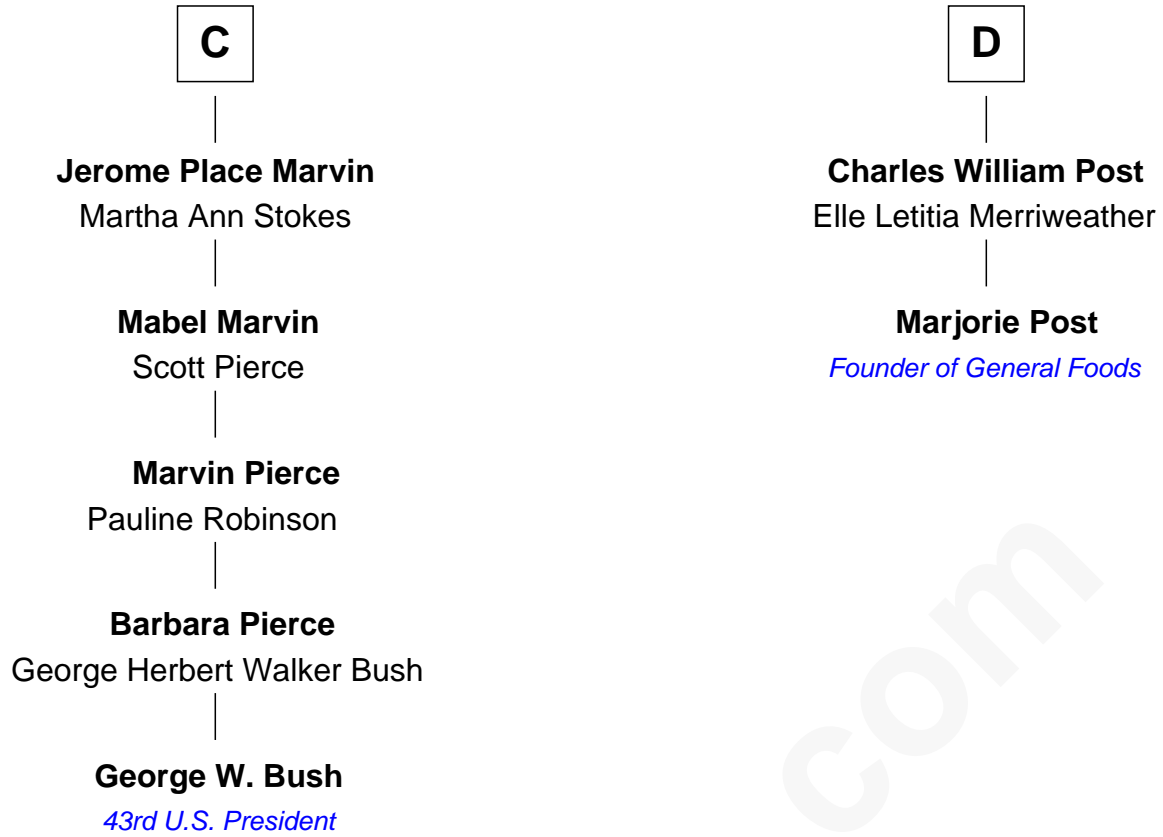 C
Jerome Place Marvin
Martha Ann Stokes
Mabel Marvin
Scott Pierce
Marvin Pierce
Pauline Robinson
Barbara Pierce
George Herbert Walker Bush
George W. Bush
43rd U.S. President
D
Charles William Post
Elle Letitia Merriweather
Marjorie Post
Founder of General Foods
com